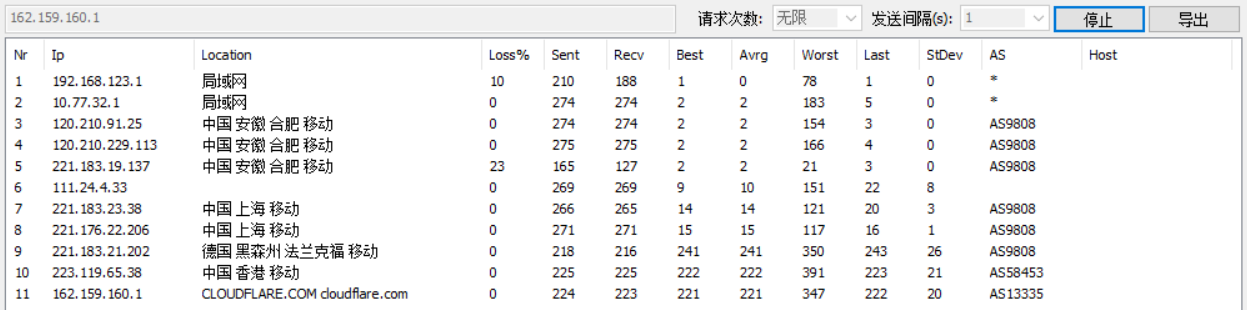 162.159.160.1 请求次数: 无限 发送间隔(s): 1 停止 导出
Nr Ip Location Loss% Sent Recv Best Avrg Worst Last StDev AS Host
1 192.168.123.1 局域网 10 210 188 1 0 78 1 0 *
2 10.77.32.1 局域网 0 274 274 2 2 183 5 0 *
3 120.210.91.25 中国 安徽 合肥 移动 0 274 274 2 2 154 3 0 AS9808
4 120.210.229.113 中国 安徽 合肥 移动 0 275 275 2 2 166 4 0 AS9808
5 221.183.19.137 中国 安徽 合肥 移动 23 165 127 2 2 21 3 0 AS9808
6 111.24.4.33 0 269 269 9 10 151 22 8
7 221.183.23.38 中国 上海 移动 0 266 265 14 14 121 20 3 AS9808
8 221.176.22.206 中国 上海 移动 0 271 271 15 15 117 16 1 AS9808
9 221.183.21.202 德国 黑森州 法兰克福 移动 0 218 216 241 241 350 243 26 AS9808
10 223.119.65.38 中国 香港 移动 0 225 225 222 222 391 223 21 AS58453
11 162.159.160.1 CLOUDFLARE.COM cloudflare.com 0 224 223 221 221 347 222 20 AS13335